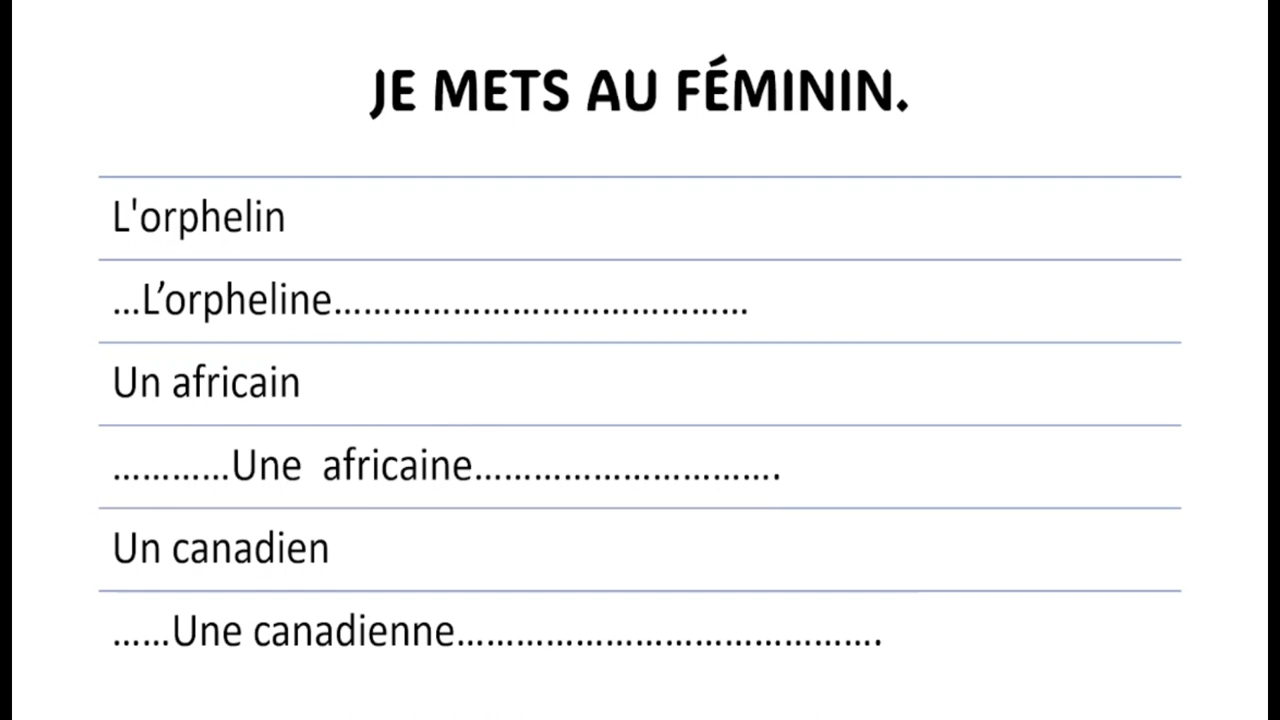 JE METS AU FÉMININ.
L'orphelin
...L’orpheline..........................................
Un africain
............Une  africaine...............................
Un canadien
......Une canadienne...........................................